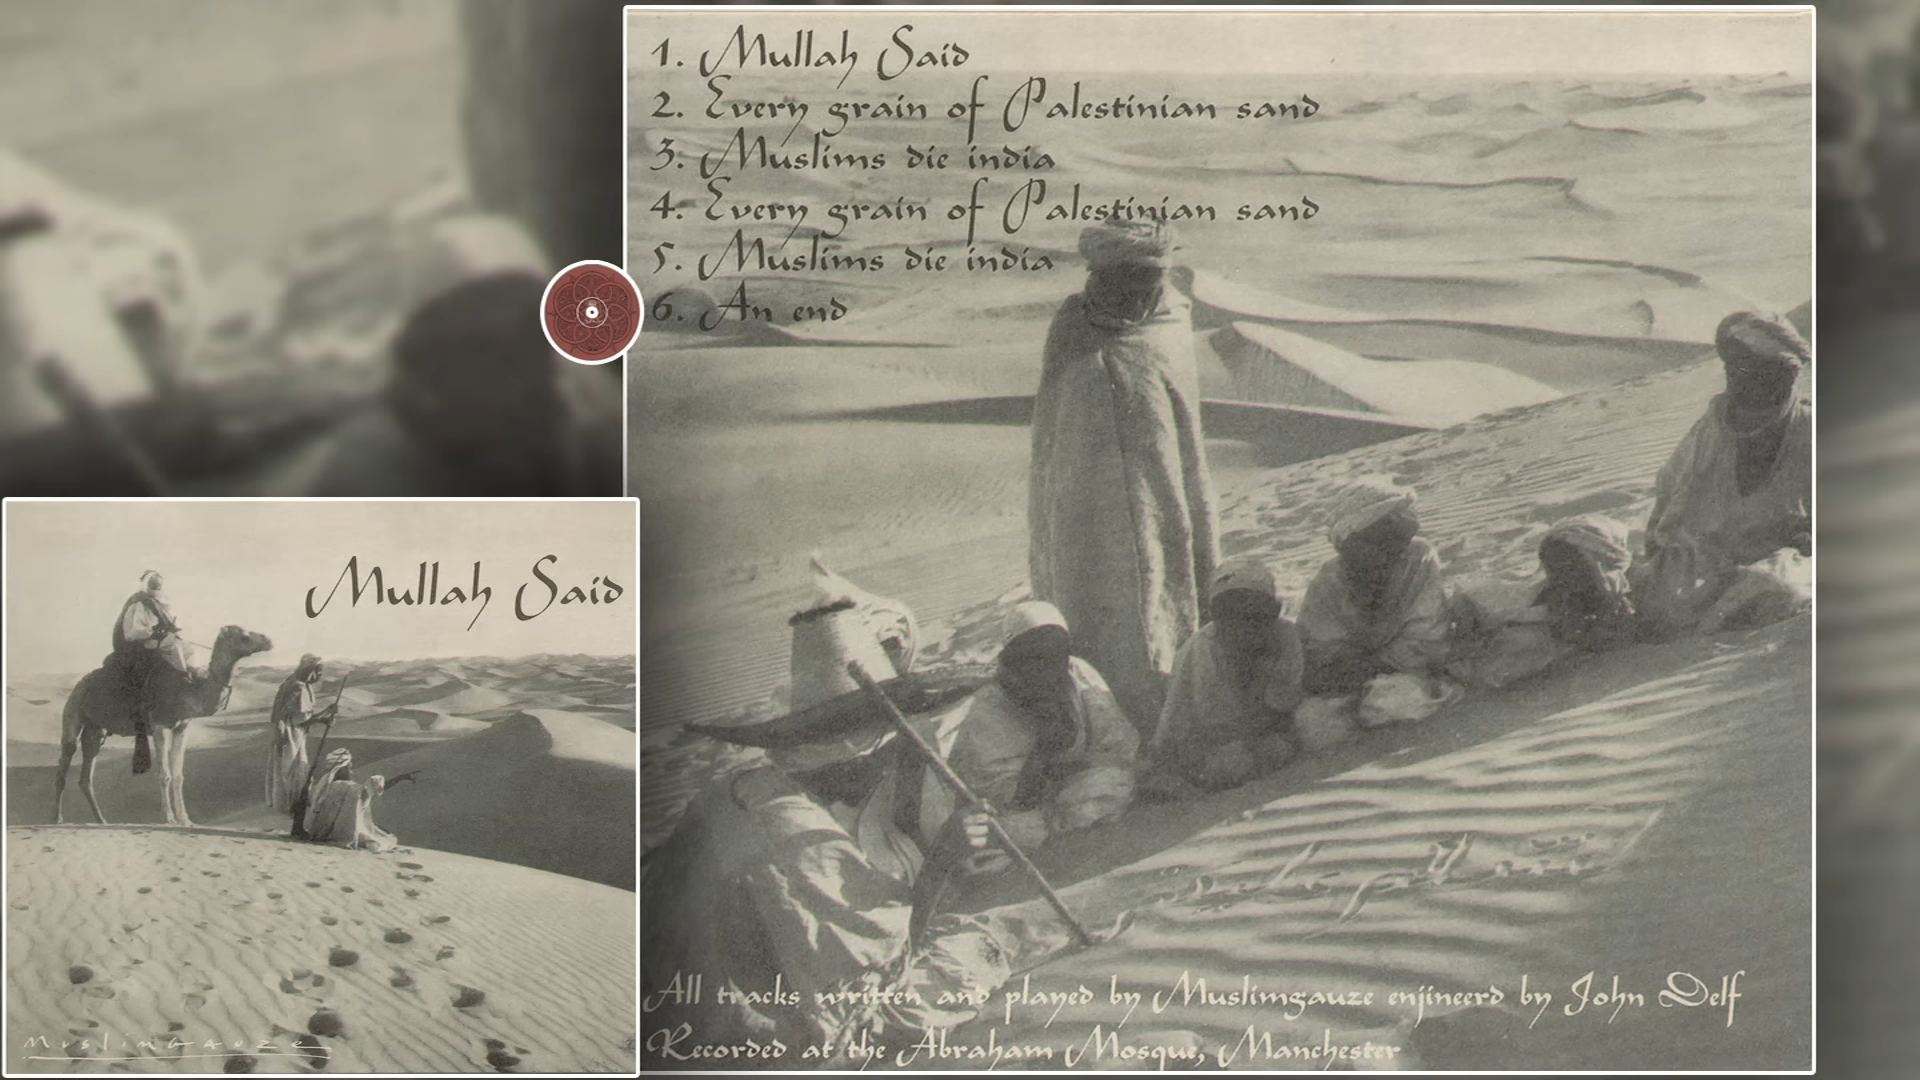 1. Mullah Said
2. Every grain of Palestinian sand
3. Muslims die india
4. Every grain of Palestinian sand
5. Muslims die india
6. An end
Mullah Said
Muslimgauze
All tracks written and played by Muslimgauze enjineerd by John Delf
Recorded at the Abraham Mosque, Manchester